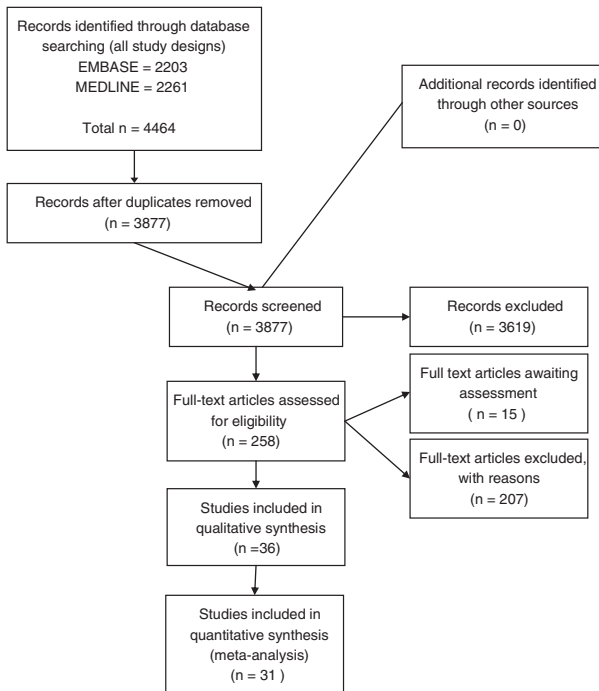 Records identified through database
searching (all study designs)
EMBASE = 2203
MEDLINE = 2261
Total n = 4464
Additional records identified
through other sources
(n = 0)
Records after duplicates removed
(n = 3877)
Records screened
(n = 3877)
Records excluded
(n = 3619)
Full-text articles assessed
for eligibility
(n = 258)
Full text articles awaiting
assessment
( n = 15 )
Full-text articles excluded,
with reasons
(n = 207)
Studies included in
qualitative synthesis
(n =36)
Studies included in
quantitative synthesis
(meta-analysis)
(n = 31 )